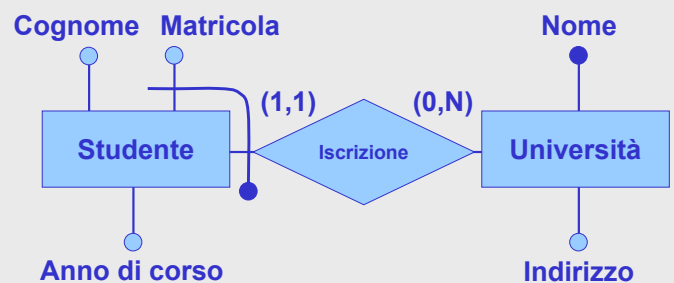 Cognome Matricola Nome
(1,1) (0,N)
Studente Iscrizione Università
Anno di corso Indirizzo